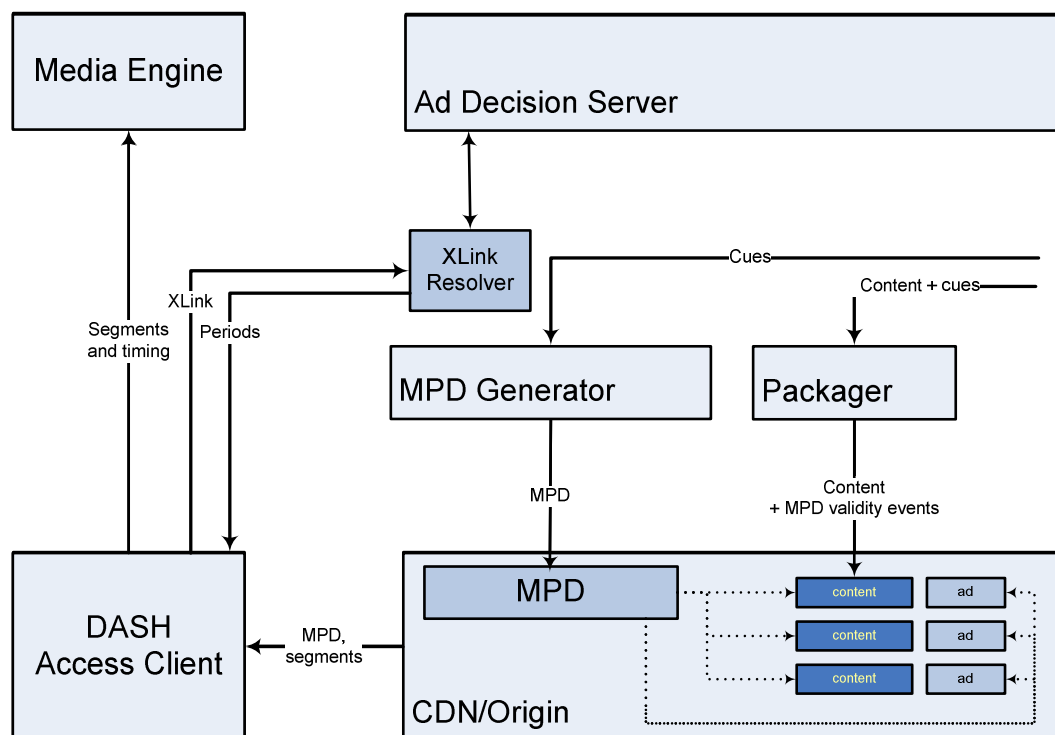 Media Engine
Ad Decision Server
XLink
Resolver
Cues
Content + cues
XLink
Segments
and timing
Periods
MPD Generator
Packager
MPD
Content
+ MPD validity events
MPD
content
ad
DASH
Access Client
MPD,
segments
content
ad
content
ad
CDN/Origin